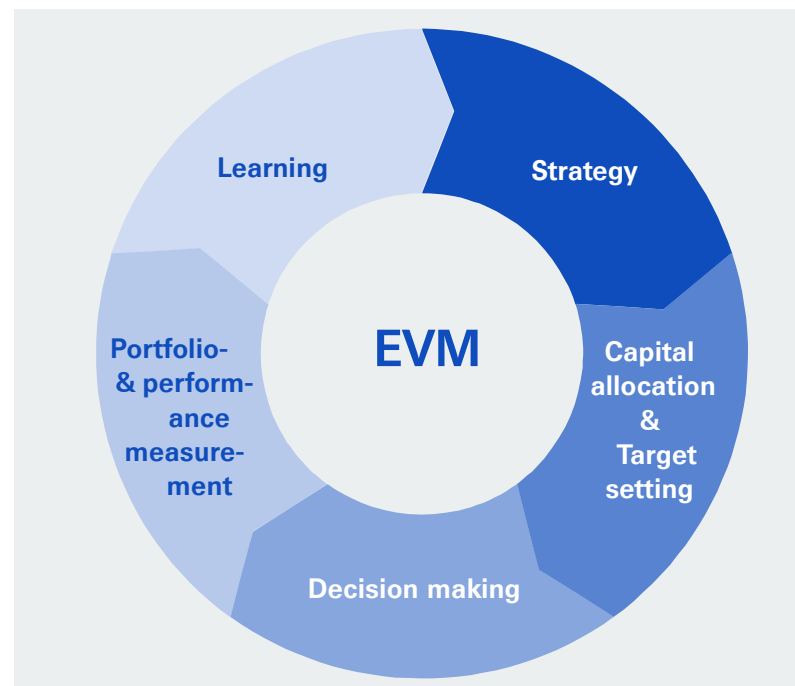 Learning
Strategy
EVM
Portfolio-
& perform-
ance
measure-
ment
Capital
allocation
&
Target
setting
Decision making